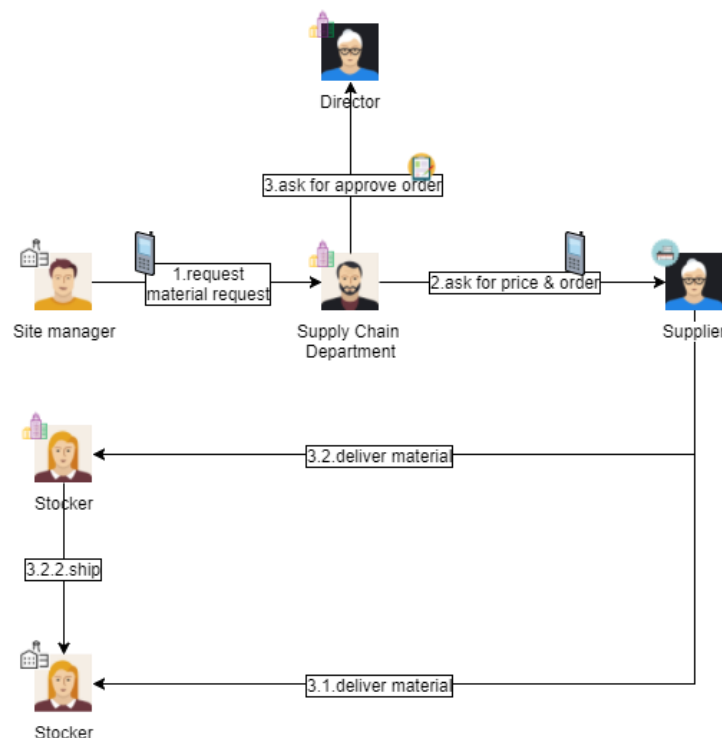 Director
3.ask for approve order
1.request
material request
2.ask for price & order
Site manager
Supply Chain
Department
Supplier
3.2.deliver material
Stocker
3.2.2.ship
3.1.deliver material
Stocker